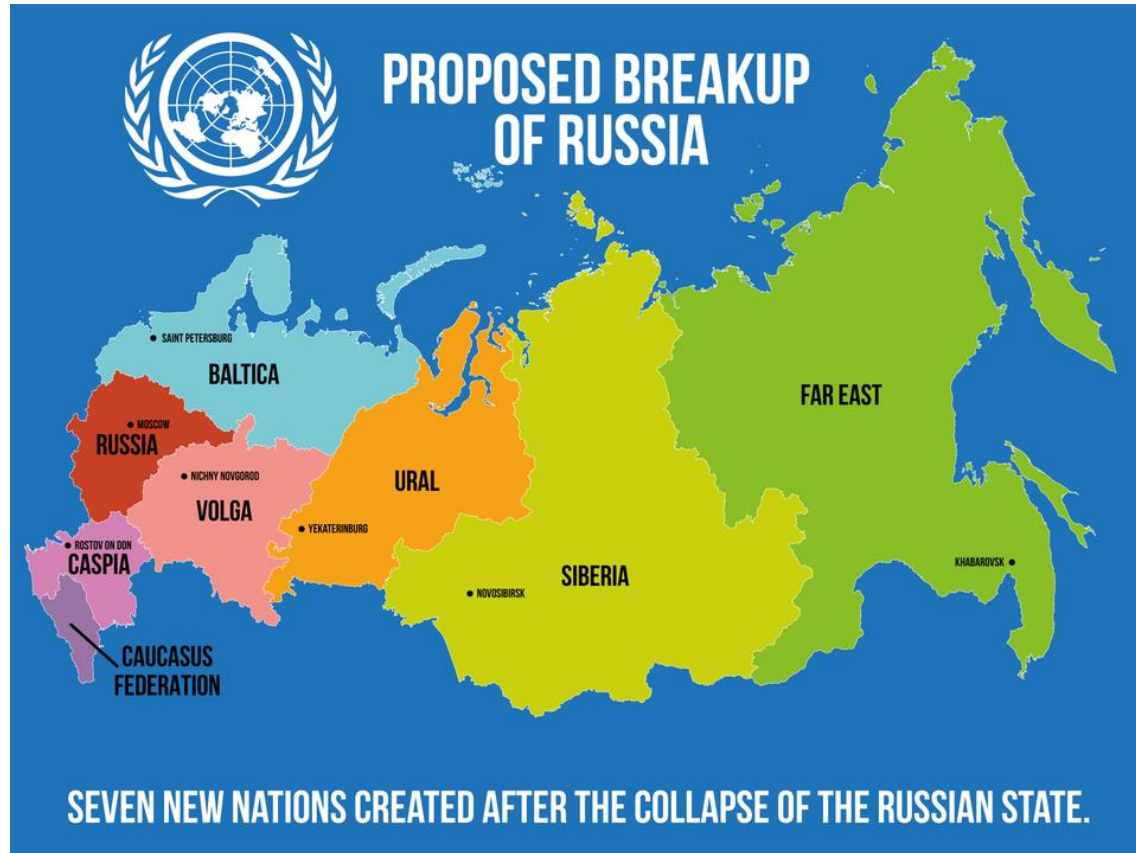 PROPOSED BREAKUP
OF RUSSIA
SAINT PETERSBURG
BALTICA
FAR EAST
MOSCOW
RUSSIA
NICHNY NOVGOROD
VOLGA
URAL
YEKATERINBURG
ROSTOV ON DON
CASPIA
SIBERIA
NOVOSIBIRSK
KHABAROVSK
CAUCASUS
FEDERATION
SEVEN NEW NATIONS CREATED AFTER THE COLLAPSE OF THE RUSSIAN STATE.